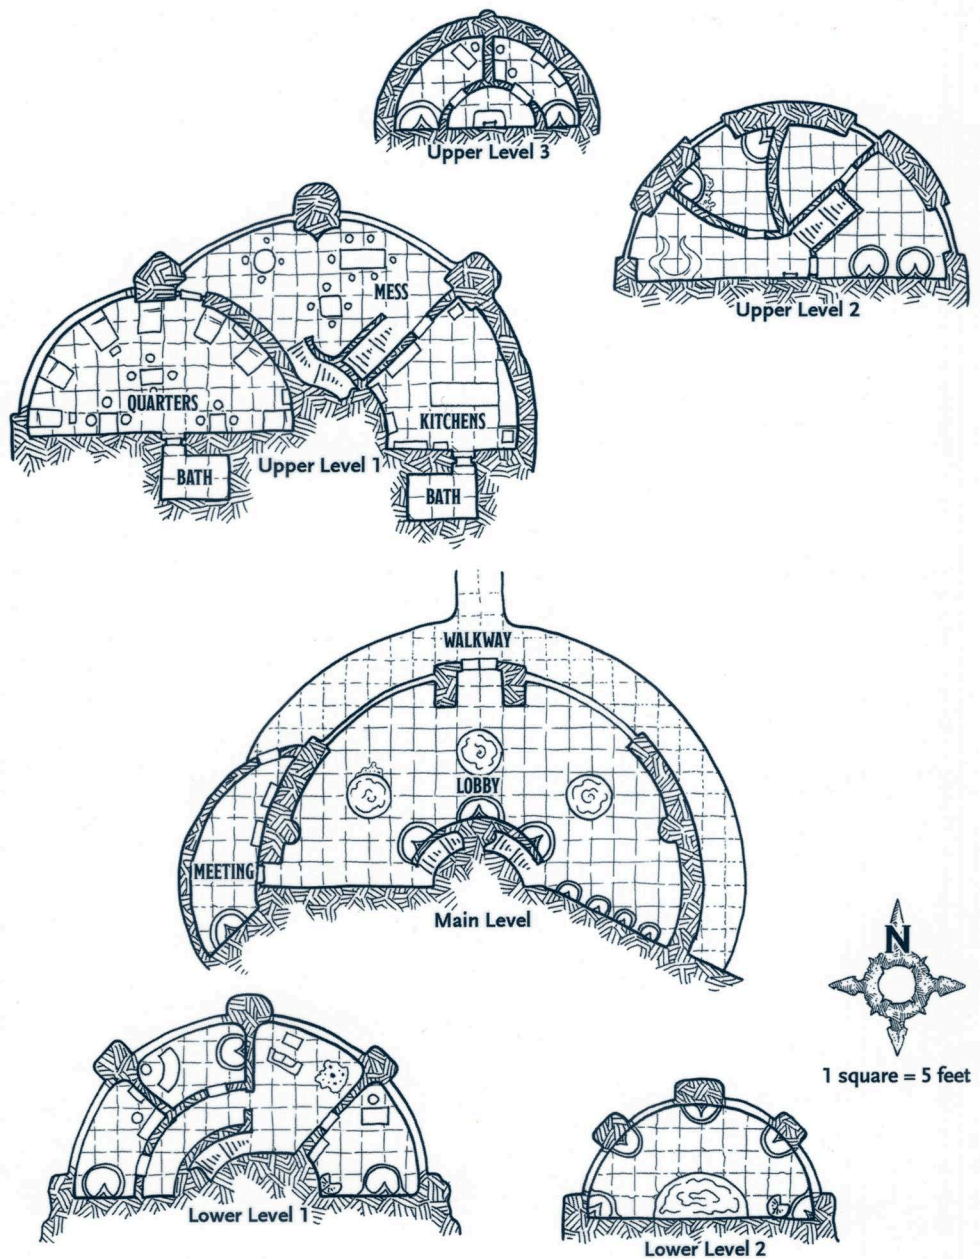 Upper Level 3
Upper Level 2
MESS
QUARTERS
KITCHENS
Upper Level 1
BATH
BATH
WALKWAY
LOBBY
MEETING
Main Level
N
1 square = 5 feet
Lower Level 1
Lower Level 2